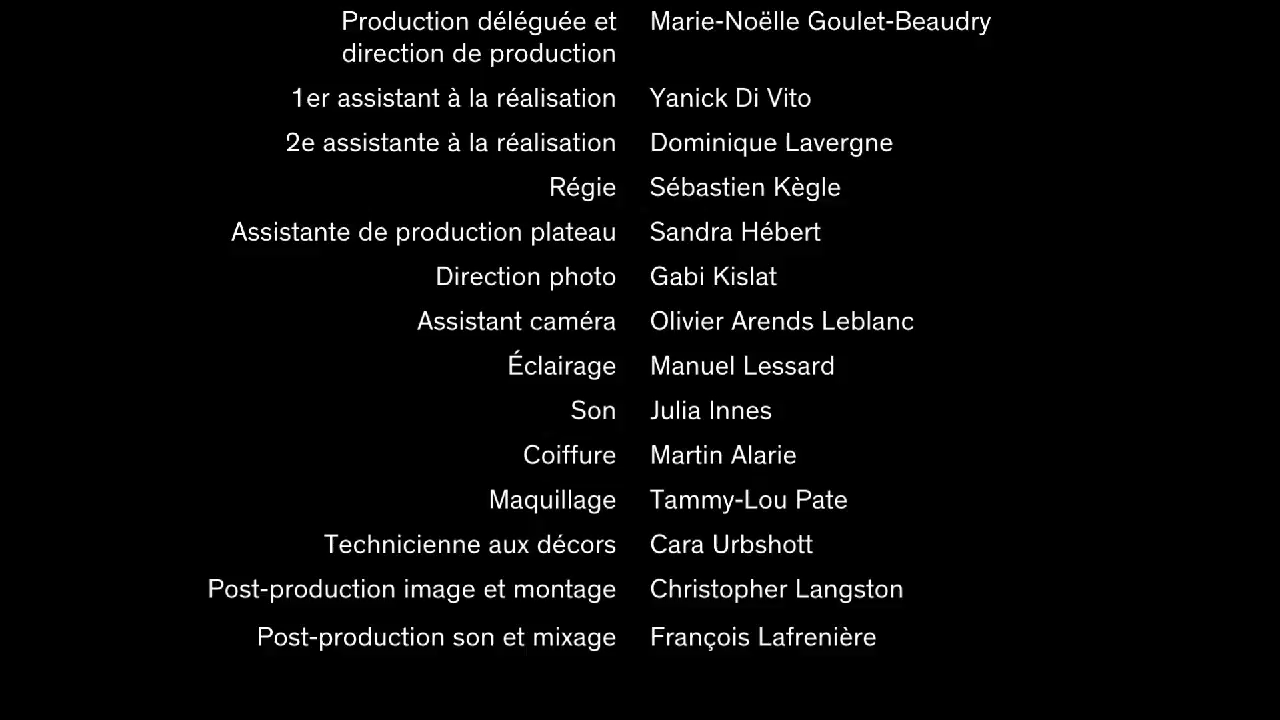 Production déléguée et Marie-Noëlle Goulet-Beaudry
direction de production
1er assistant à la réalisation Yanick Di Vito
2e assistante à la réalisation Dominique Lavergne
Régie Sébastien Kègle
Assistante de production plateau Sandra Hébert
Direction photo Gabi Kislat
Assistant caméra Olivier Arends Leblanc
Éclairage Manuel Lessard
Son Julia Innes
Coiffure Martin Alarie
Maquillage Tammy-Lou Pate
Technicienne aux décors Cara Urbshott
Post-production image et montage Christopher Langston
Post-production son et mixage François Lafrenière